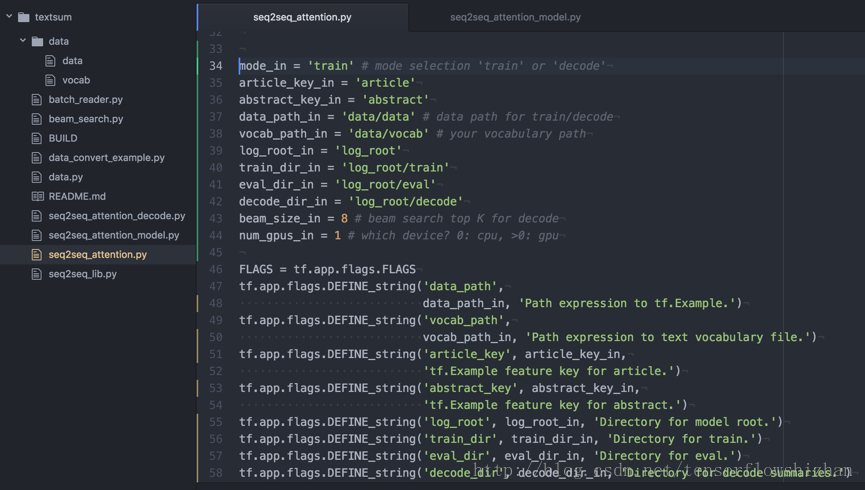 textsum
data
data
vocab
batch_reader.py
beam_search.py
BUILD
data_convert_example.py
data.py
README.md
seq2seq_attention_decode.py
seq2seq_attention_model.py
seq2seq_attention.py
seq2seq_lib.py
seq2seq_attention.py
seq2seq_attention_model.py
32
33
34 mode_in = 'train' # mode selection 'train' or 'decode'
35 article_key_in = 'article'
36 abstract_key_in = 'abstract'
37 data_path_in = 'data/data' # data path for train/decode
38 vocab_path_in = 'data/vocab' # your vocabulary path
39 log_root_in = 'log_root'
40 train_dir_in = 'log_root/train'
41 eval_dir_in = 'log_root/eval'
42 decode_dir_in = 'log_root/decode'
43 beam_size_in = 8 # beam search top K for decode
44 num_gpus_in = 1 # which device? 0: cpu, >0: gpu
45
46 FLAGS = tf.app.flags.FLAGS
47 tf.app.flags.DEFINE_string('data_path',
48 data_path_in, 'Path expression to tf.Example.')
49 tf.app.flags.DEFINE_string('vocab_path',
50 vocab_path_in, 'Path expression to text vocabulary file.')
51 tf.app.flags.DEFINE_string('article_key', article_key_in,
52 'tf.Example feature key for article.')
53 tf.app.flags.DEFINE_string('abstract_key', abstract_key_in,
54 'tf.Example feature key for abstract.')
55 tf.app.flags.DEFINE_string('log_root', log_root_in, 'Directory for model root.')
56 tf.app.flags.DEFINE_string('train_dir', train_dir_in, 'Directory for train.')
57 tf.app.flags.DEFINE_string('eval_dir', eval_dir_in, 'Directory for eval.')
58 tf.app.flags.DEFINE_string('decode_dir', decode_dir_in, 'Directory for decode summaries.')
http://blog.csdn.net/tensorflowshizhan